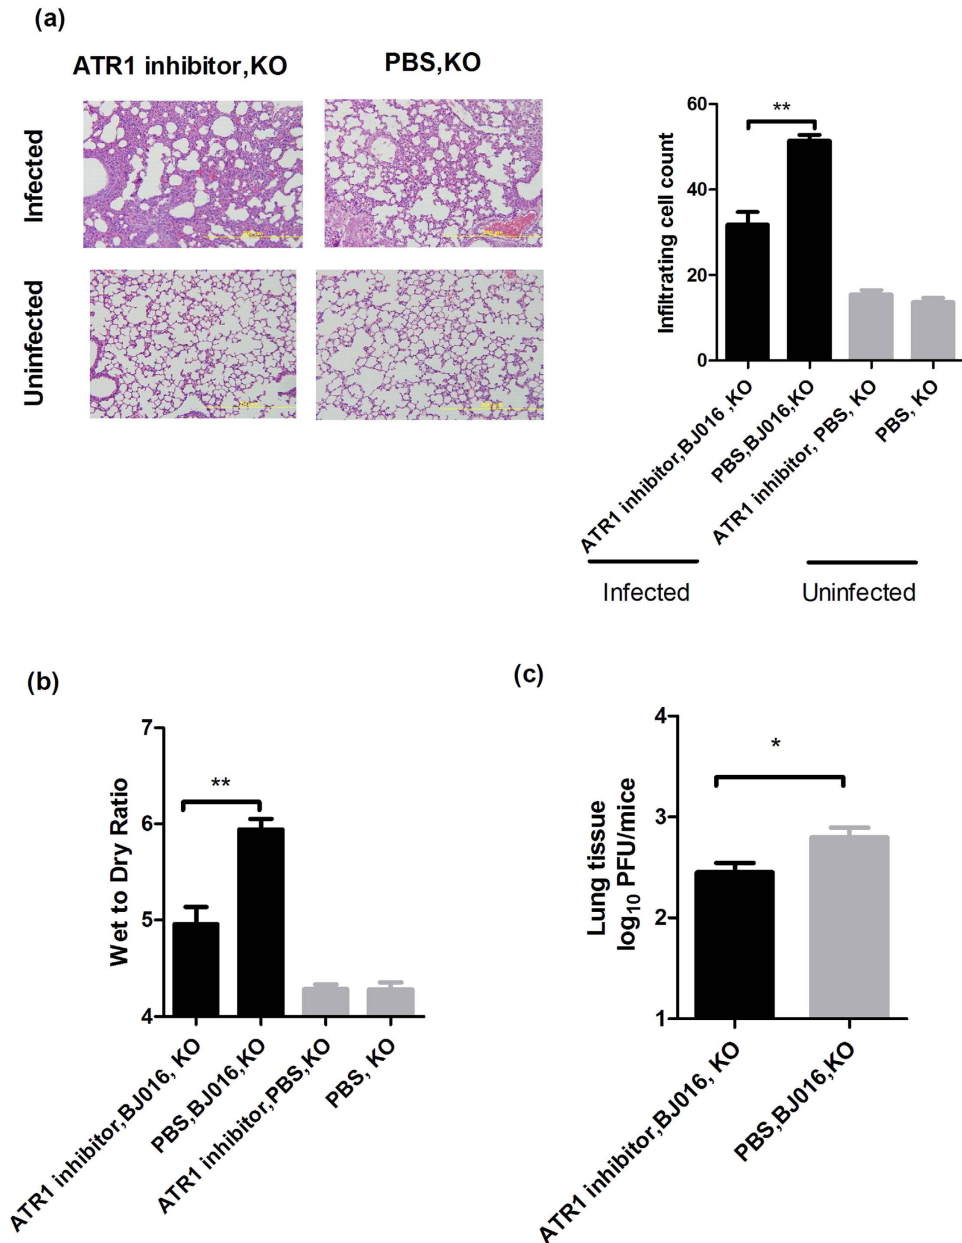 (a)
ATR1 inhibitor,KO
PBS,KO
Infected
Uninfected
Infiltrating cell count
60
40
20
0
**
ATR1 inhibitor,BJ016,KO
PBS,BJ016,KO
ATR1 inhibitor, PBS, KO
PBS, KO
Infected
Uninfected
(b)
Wet to Dry Ratio
7
6
5
4
**
ATR1 inhibitor,BJ016, KO
PBS,BJ016,KO
ATR1 inhibitor,PBS,KO
PBS, KO
(c)
Lung tissue
log₁₀ PFU/mice
4
3
2
1
*
ATR1 inhibitor,BJ016, KO
PBS,BJ016,KO